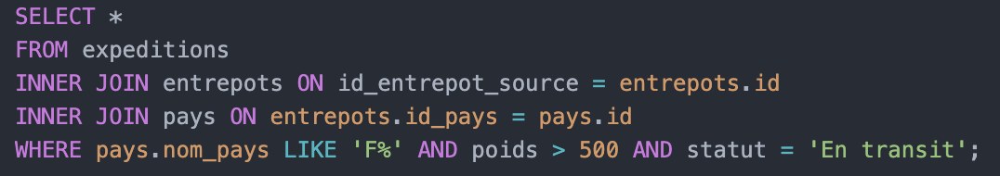 SELECT *
FROM expeditions
INNER JOIN entrepots ON id_entrepot_source = entrepots.id
INNER JOIN pays ON entrepots.id_pays = pays.id
WHERE pays.nom_pays LIKE 'F%' AND poids > 500 AND statut = 'En transit';